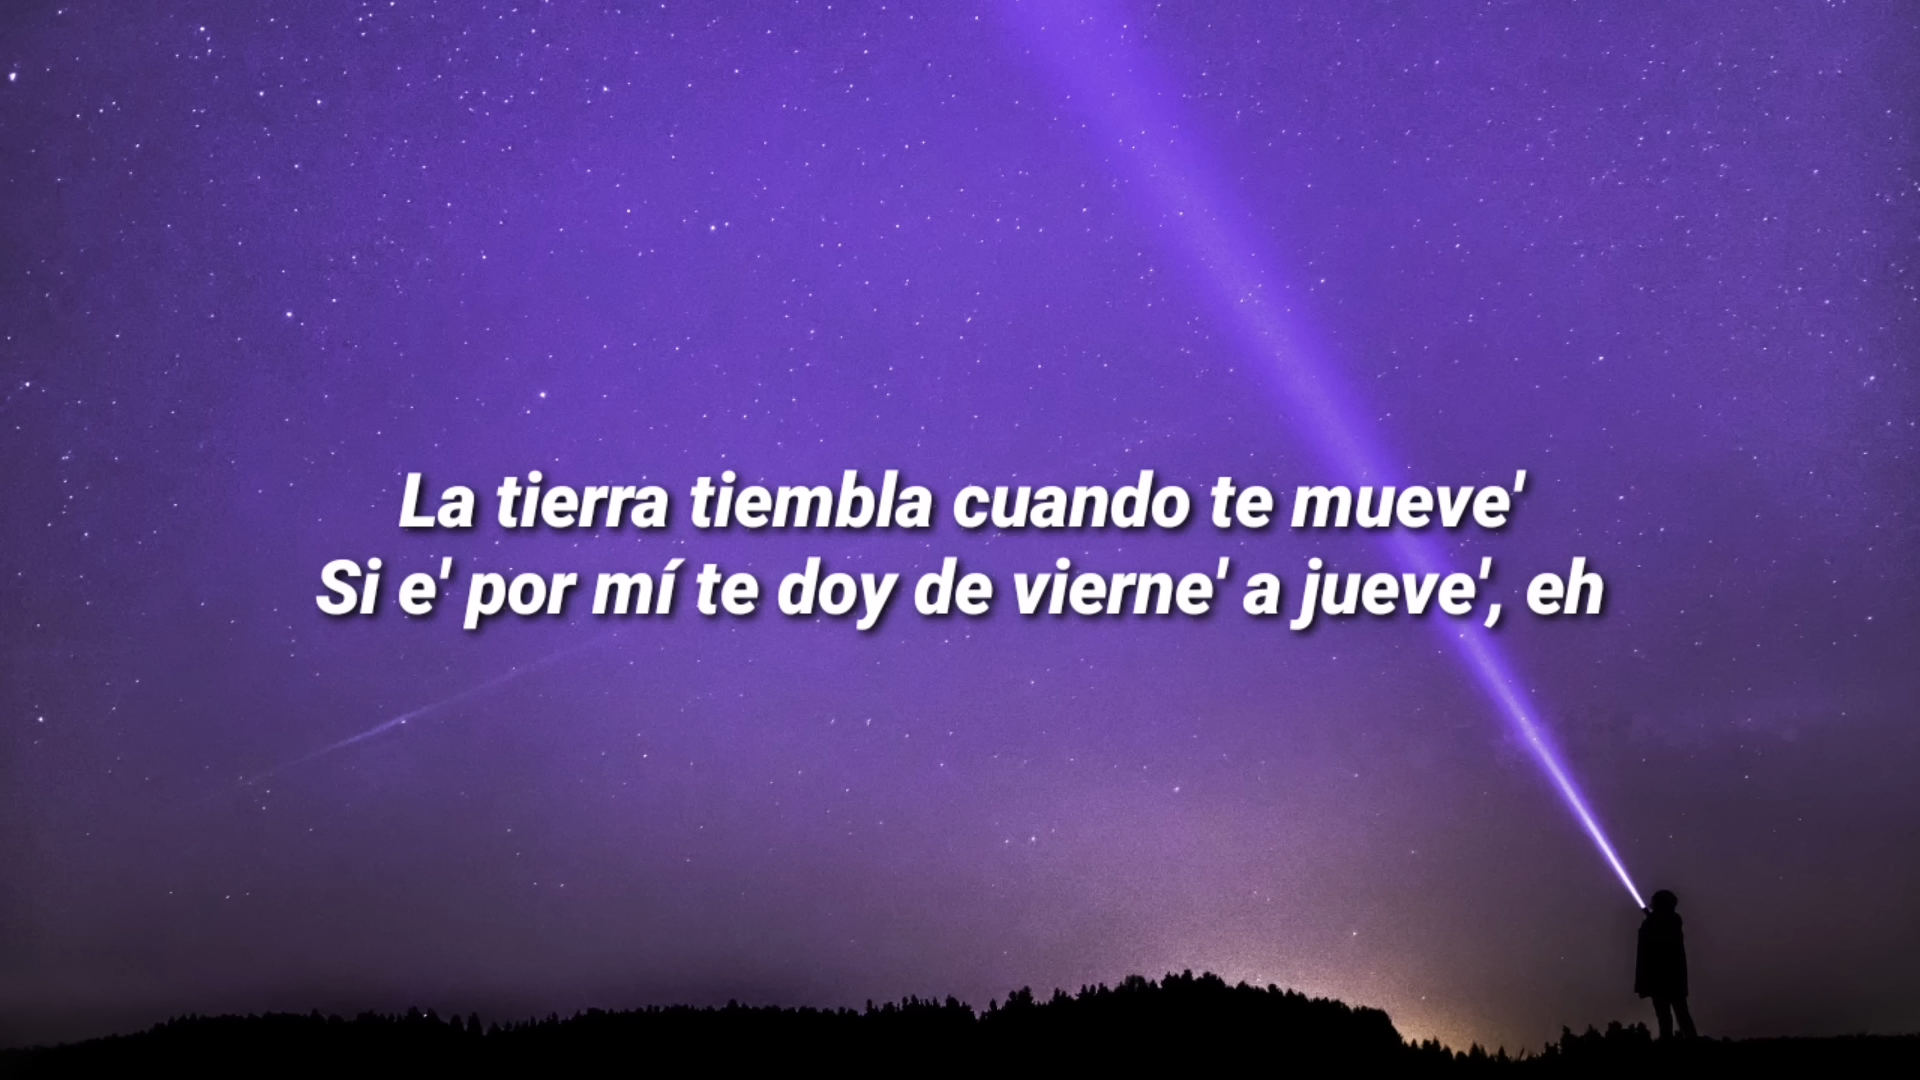 La tierra tiembla cuando te mueve'
Si e' por mí te doy de vierne' a jueve', eh